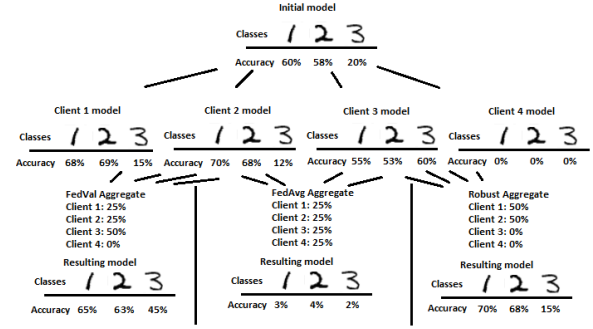 Initial model
Classes 1 2 3
Accuracy 60% 58% 20%
Client 1 model Client 2 model Client 3 model Client 4 model
Classes 1 2 3 Classes 1 2 3 Classes 1 2 3 Classes 1 2 3
Accuracy 68% 69% 15% Accuracy 70% 68% 12% Accuracy 55% 53% 60% Accuracy 0% 0% 0%
FedVal Aggregate
Client 1: 25%
Client 2: 25%
Client 3: 50%
Client 4: 0%
Resulting model
Classes 1 2 3
Accuracy 65% 63% 45%
FedAvg Aggregate
Client 1: 25%
Client 2: 25%
Client 3: 25%
Client 4: 25%
Resulting model
Classes 1 2 3
Accuracy 3% 4% 2%
Robust Aggregate
Client 1: 50%
Client 2: 50%
Client 3: 0%
Client 4: 0%
Resulting model
Classes 1 2 3
Accuracy 70% 68% 15%